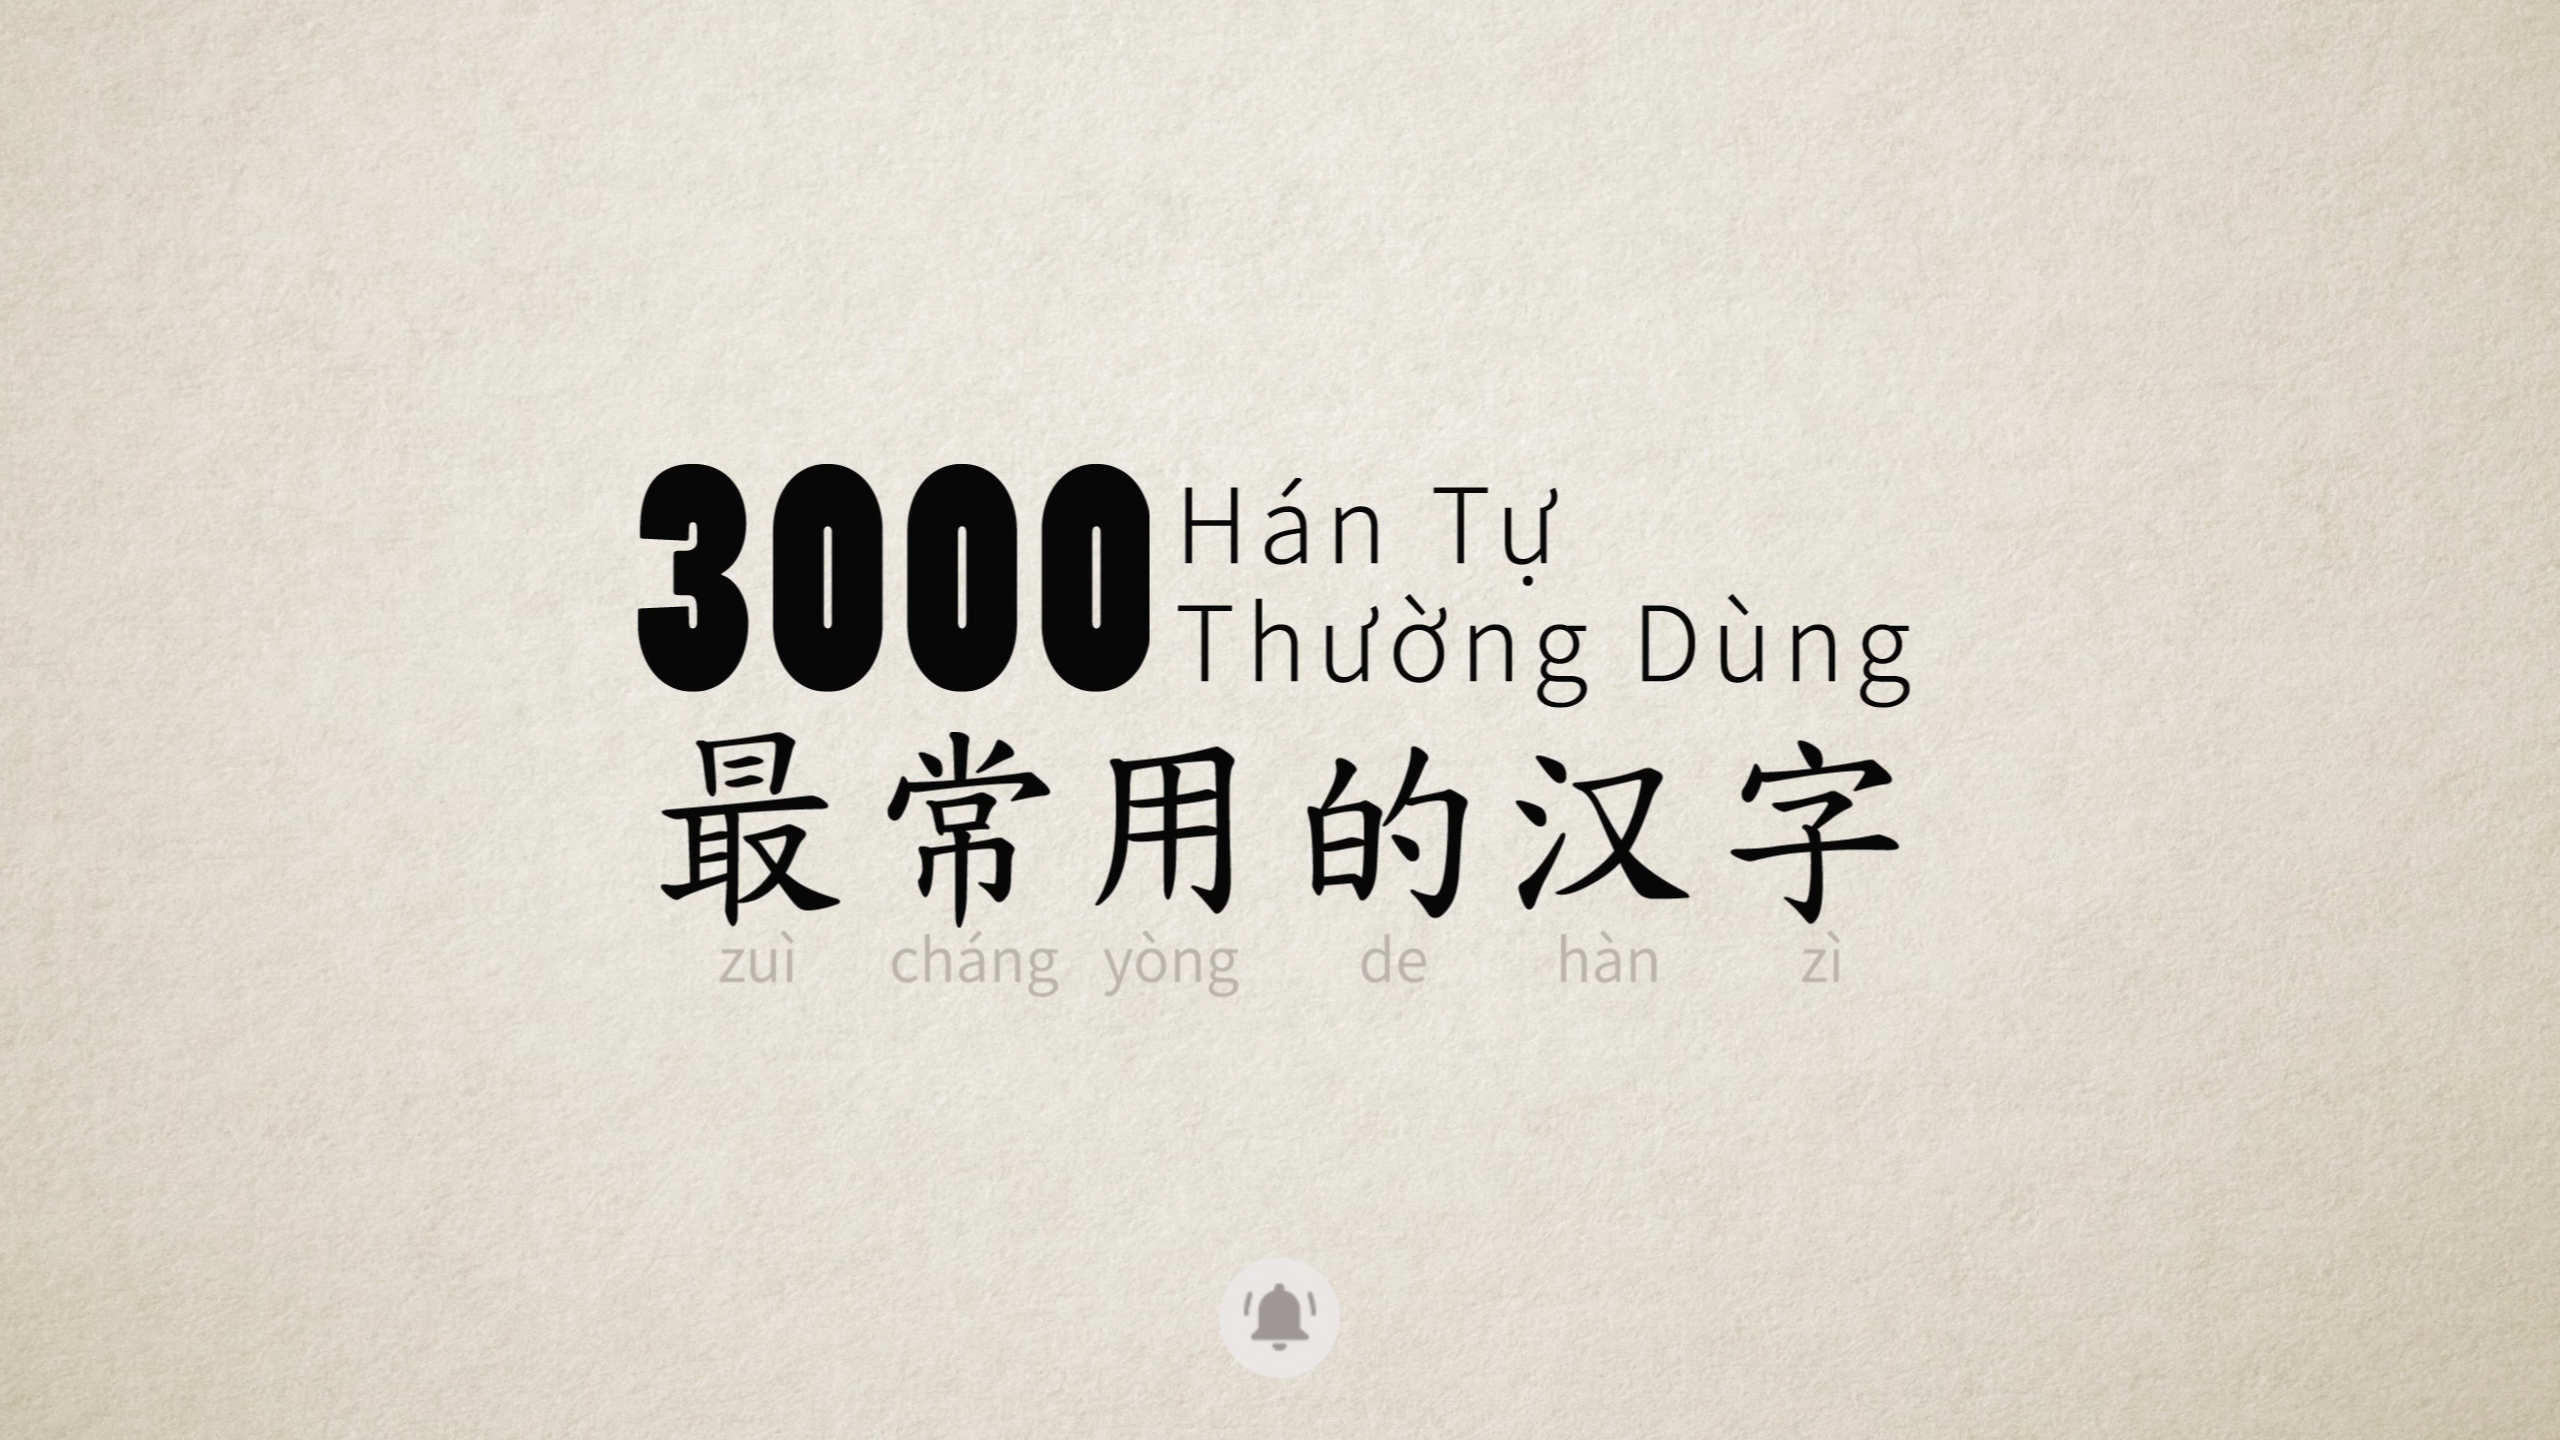 3000 Hán Tự
Thường Dùng
最常用的汉字
zuì cháng yòng de hàn zì